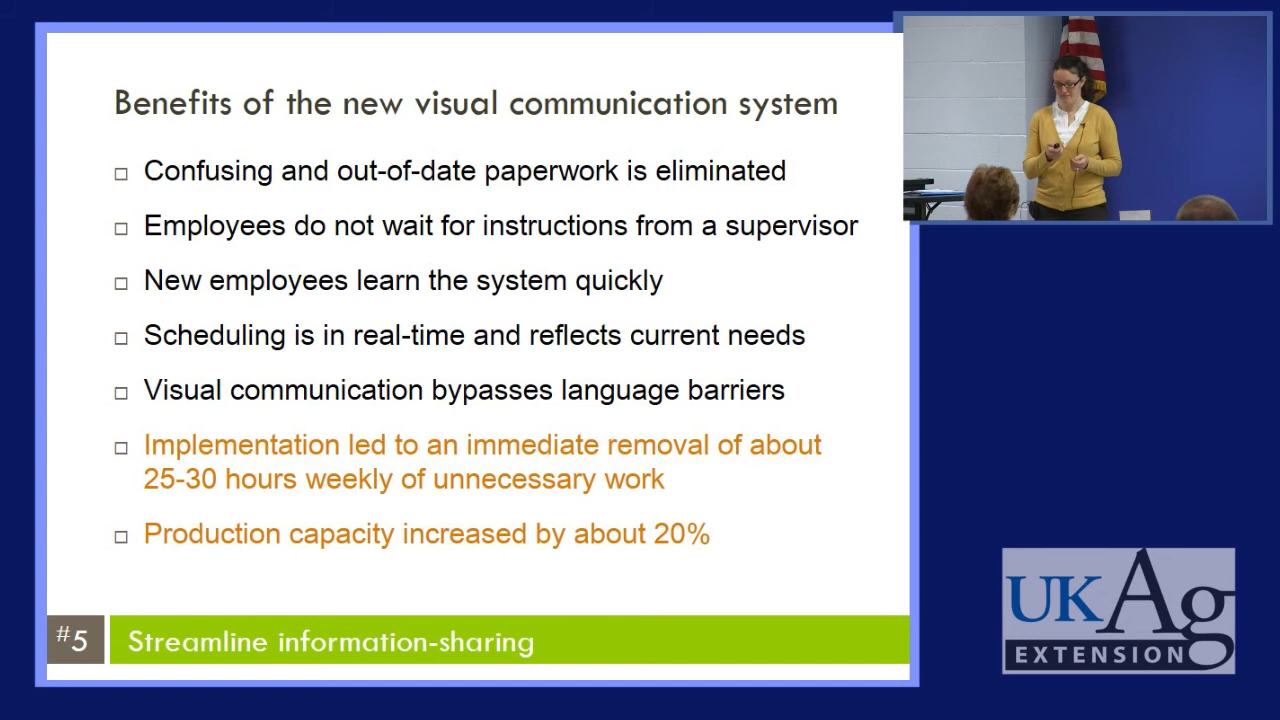 Benefits of the new visual communication system
□ Confusing and out-of-date paperwork is eliminated
□ Employees do not wait for instructions from a supervisor
□ New employees learn the system quickly
□ Scheduling is in real-time and reflects current needs
□ Visual communication bypasses language barriers
□ Implementation led to an immediate removal of about
25-30 hours weekly of unnecessary work
□ Production capacity increased by about 20%
#5 Streamline information-sharing
UKAg
EXTENSION